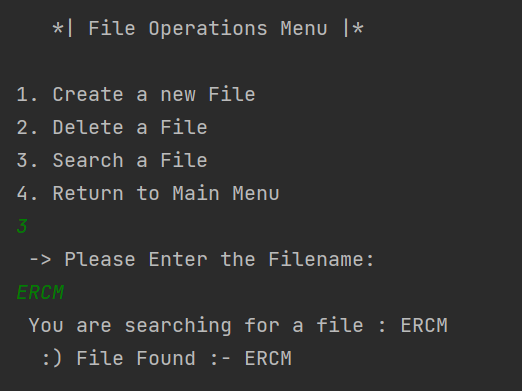 *| File Operations Menu |*
1. Create a new File
2. Delete a File
3. Search a File
4. Return to Main Menu
3
-> Please Enter the Filename:
ERCM
You are searching for a file : ERCM
:) File Found :- ERCM